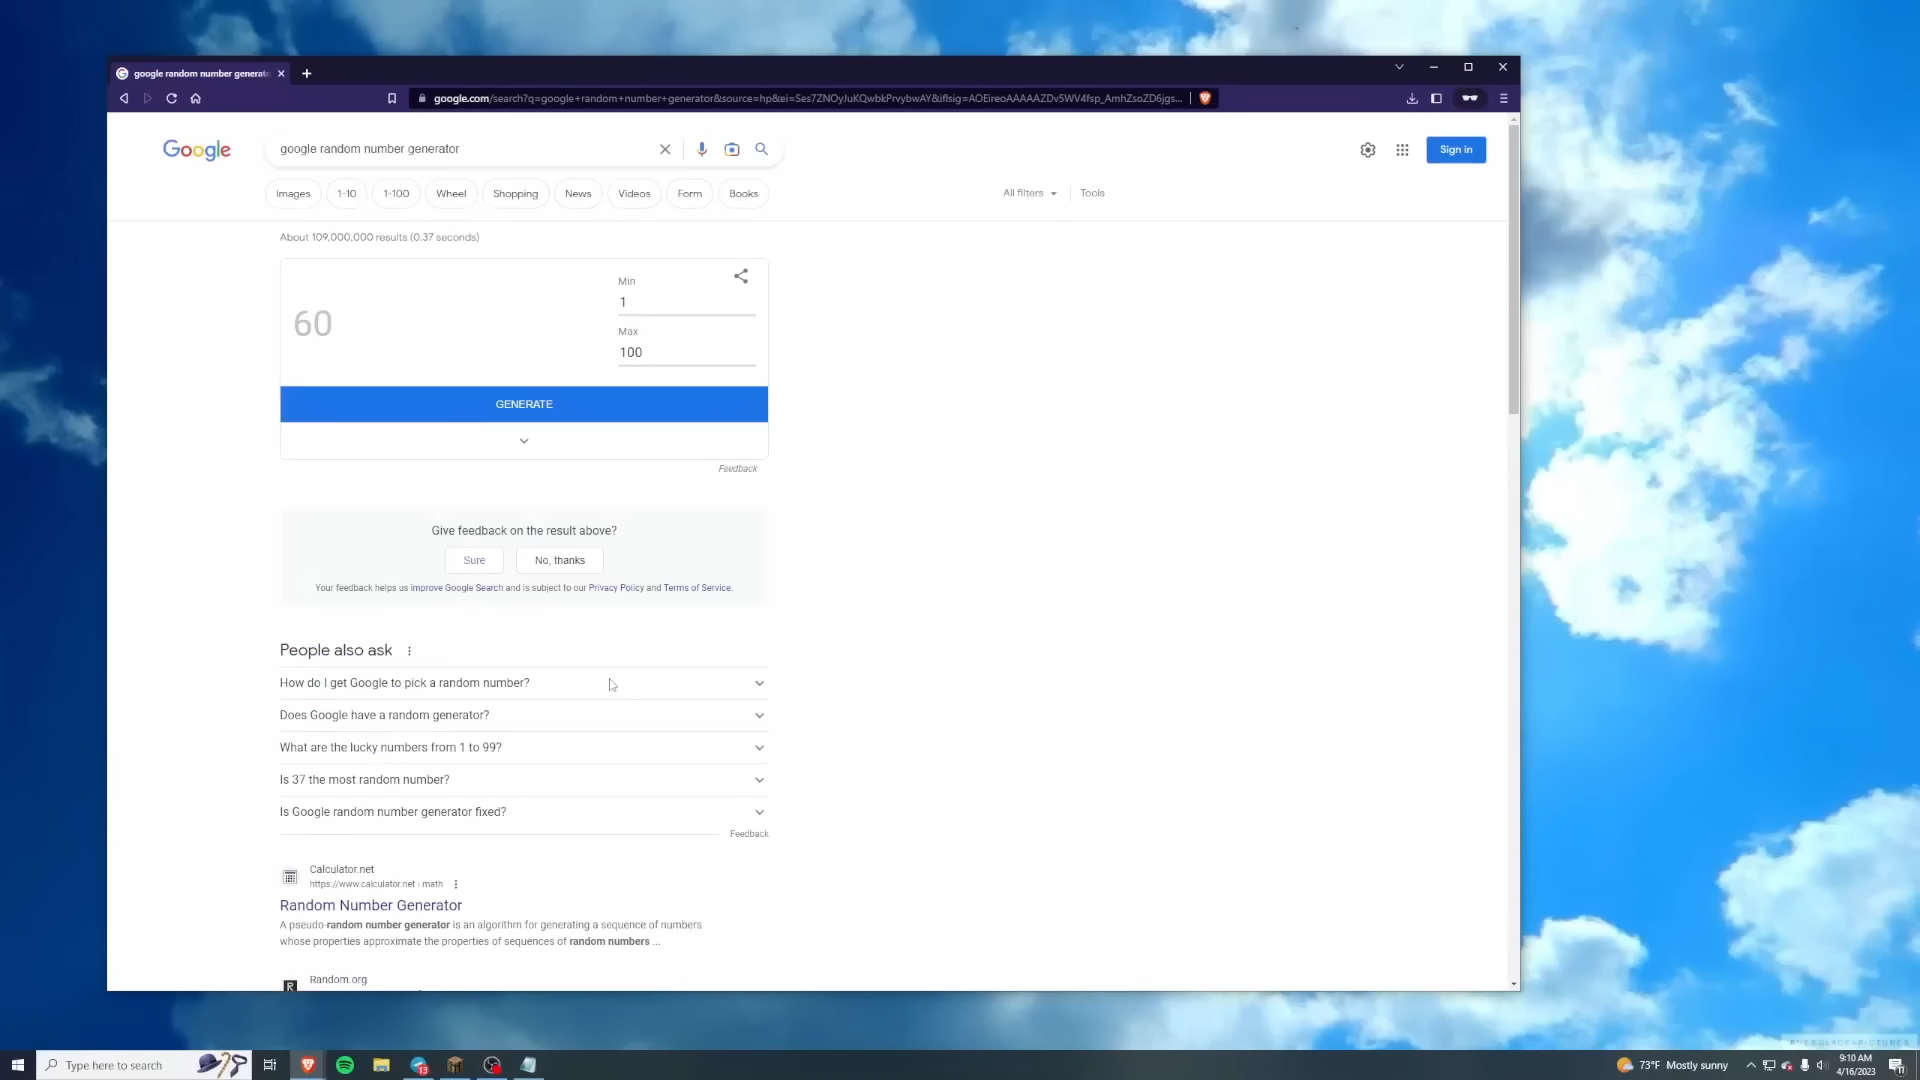 google random number generato
google.com/search?q=google+random+number+generator&source=hp&ei=Ses7ZNOyJuKQwbkPrvybwAY&iflsig=AOEireoAAAAAZDv5WV4fsp_AmhZsoZD6jgs...
Google
google random number generator
Sign in
Images
1-10
1-100
Wheel
Shopping
News
Videos
Form
Books
All filters
Tools
About 109,000,000 results (0.37 seconds)
60
Min
1
Max
100
GENERATE
Feedback
Give feedback on the result above?
Sure
No, thanks
Your feedback helps us improve Google Search and is subject to our Privacy Policy and Terms of Service.
People also ask
How do I get Google to pick a random number?
Does Google have a random generator?
What are the lucky numbers from 1 to 99?
Is 37 the most random number?
Is Google random number generator fixed?
Feedback
Calculator.net
https://www.calculator.net › math
Random Number Generator
A pseudo-random number generator is an algorithm for generating a sequence of numbers
whose properties approximate the properties of sequences of random numbers ...
R
Random.org
Type here to search
13
73°F Mostly sunny
9:10 AM
4/16/2023